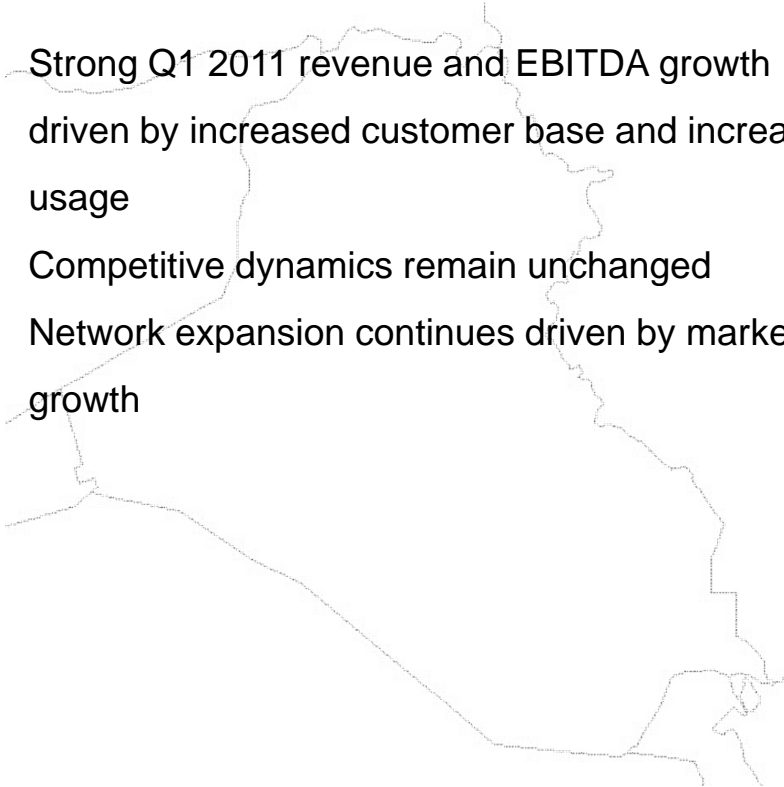 Strong Q1 2011 revenue and EBITDA growth
driven by increased customer base and increa
usage
Competitive dynamics remain unchanged
Network expansion continues driven by marke
growth